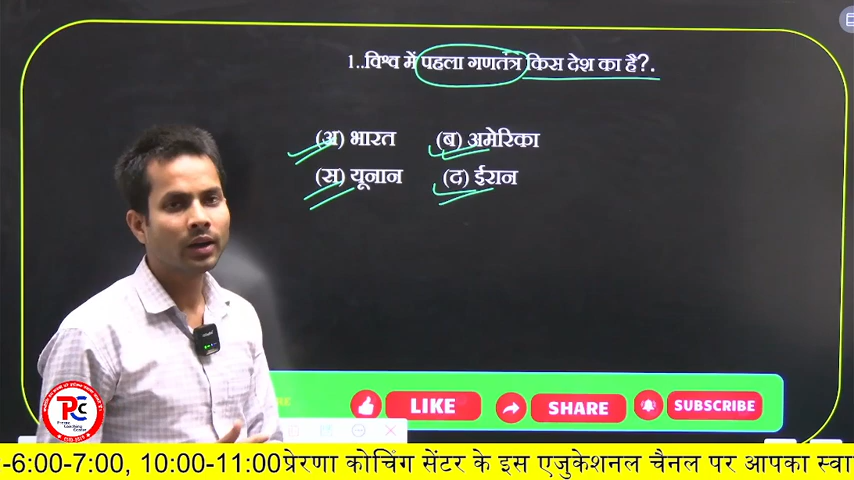 1..विश्व में पहला गणतंत्र किस देश का है?.
(अ) भारत (ब) अमेरिका
(स) यूनान (द) ईरान
LIKE SHARE SUBSCRIBE
PC
-6:00-7:00, 10:00-11:00प्रेरणा कोचिंग सेंटर के इस एजुकेशनल चैनल पर आपका स्वा